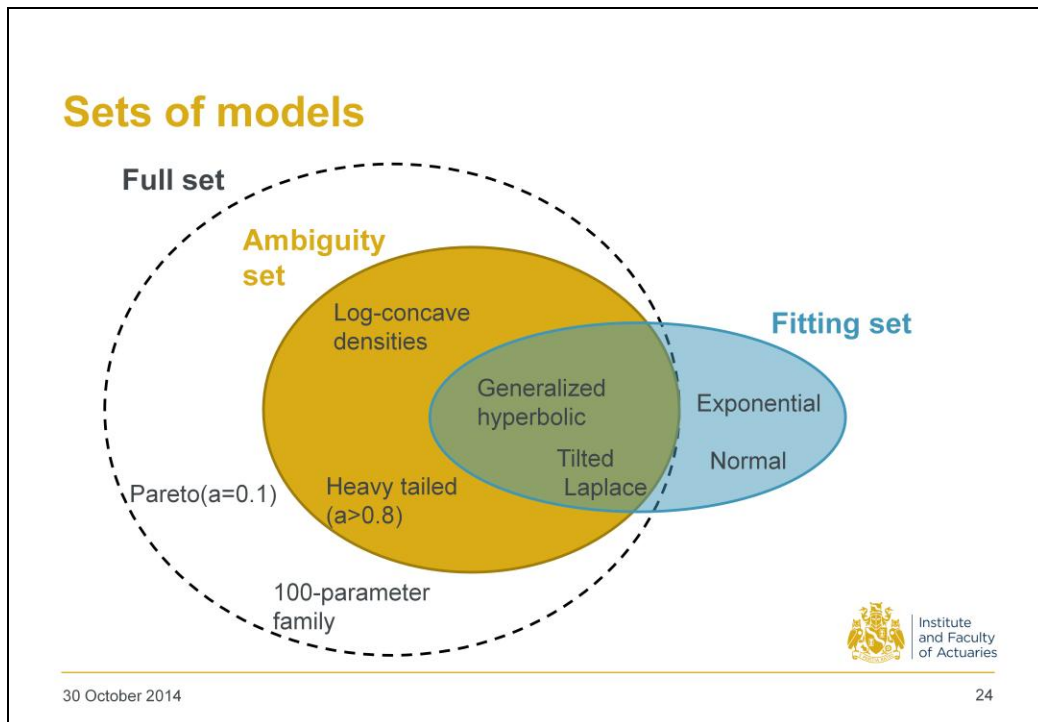 Sets of models
Full set
Ambiguity
set
Log-concave
densities
Fitting set
Generalized
hyperbolic
Exponential
Tilted
Laplace
Normal
Pareto(a=0.1)
Heavy tailed
(a>0.8)
100-parameter
family
Institute
and Faculty
of Actuaries
30 October 2014
24